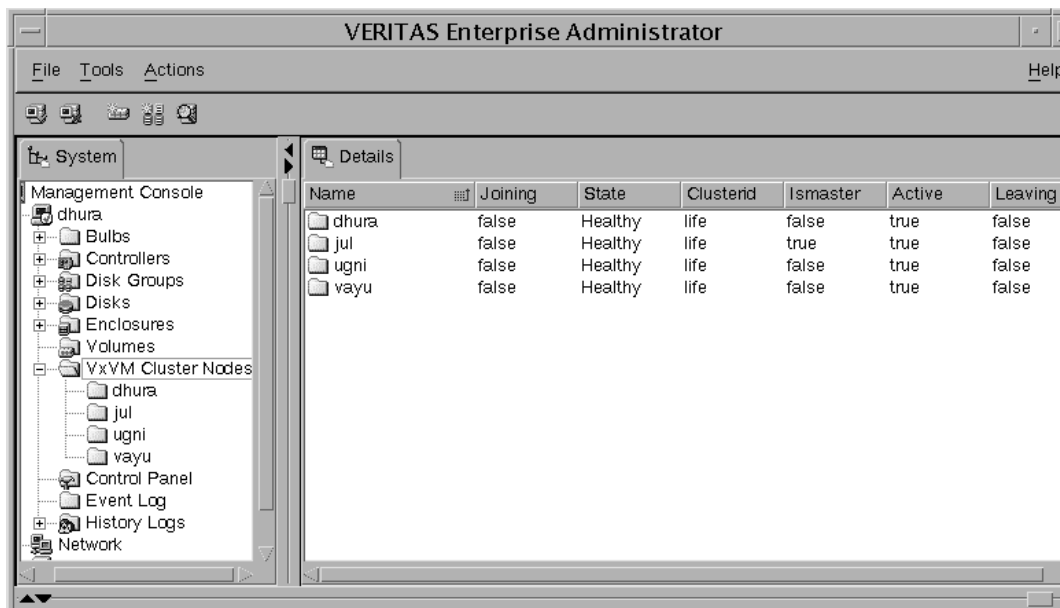 VERITAS Enterprise Administrator
File Tools Actions Help
System
Management Console
dhura
Bulbs
Controllers
Disk Groups
Disks
Enclosures
Volumes
VxVM Cluster Nodes
dhura
jul
ugni
vayu
Control Panel
Event Log
History Logs
Network
Details
Name Joining State Clusterid Ismaster Active Leaving
dhura false Healthy life false true false
jul false Healthy life true true false
ugni false Healthy life false true false
vayu false Healthy life false true false